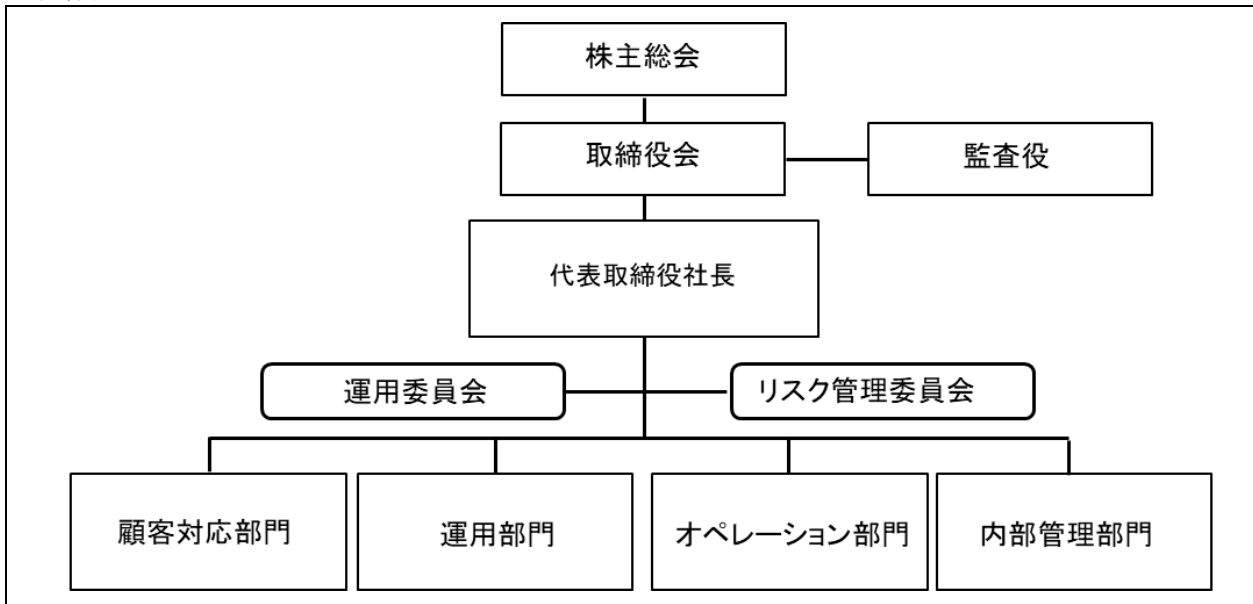 株主総会
取締役会
監査役
代表取締役社長
運用委員会
リスク管理委員会
顧客対応部門
運用部門
オペレーション部門
内部管理部門